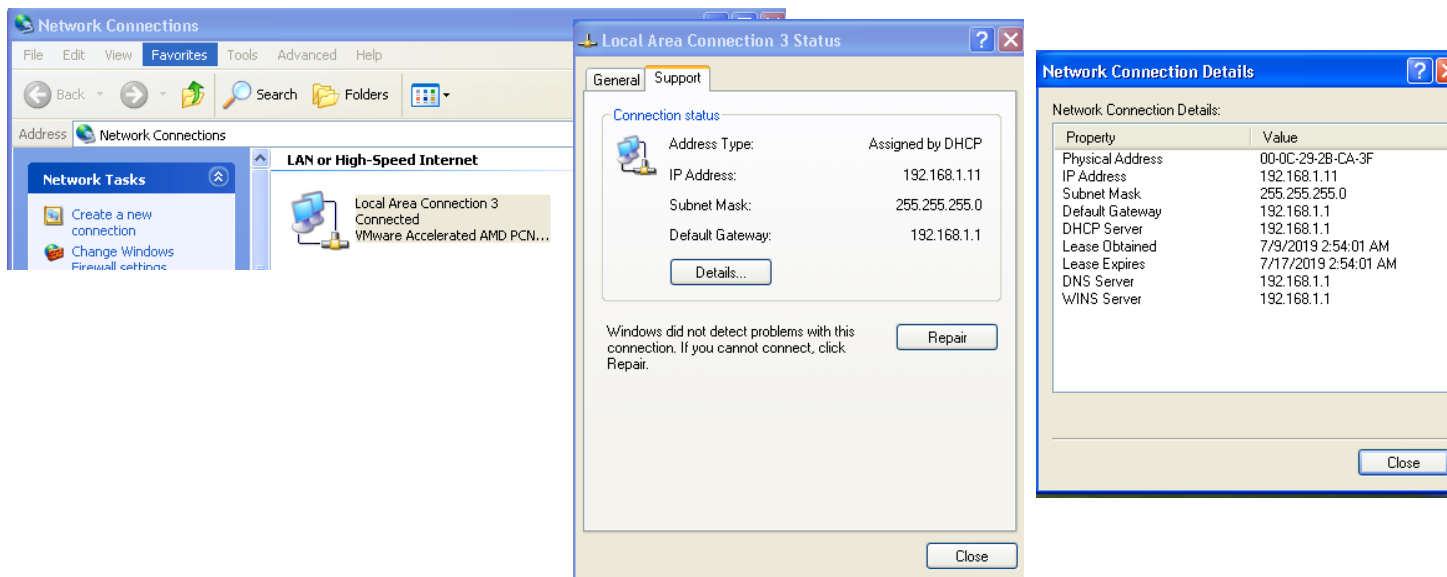 Network Connections
File Edit View Favorites Tools Advanced Help
Back Search Folders
Address Network Connections
Network Tasks
Create a new
connection
Change Windows
Firewall settings
LAN or High-Speed Internet
Local Area Connection 3
Connected
VMware Accelerated AMD PCN...
Local Area Connection 3 Status
General Support
Connection status
Address Type: Assigned by DHCP
IP Address: 192.168.1.11
Subnet Mask: 255.255.255.0
Default Gateway: 192.168.1.1
Details...
Windows did not detect problems with this
connection. If you cannot connect, click
Repair.
Repair
Close
Network Connection Details
Network Connection Details:
Property Value
Physical Address 00-0C-29-2B-CA-3F
IP Address 192.168.1.11
Subnet Mask 255.255.255.0
Default Gateway 192.168.1.1
DHCP Server 192.168.1.1
Lease Obtained 7/9/2019 2:54:01 AM
Lease Expires 7/17/2019 2:54:01 AM
DNS Server 192.168.1.1
WINS Server 192.168.1.1
Close